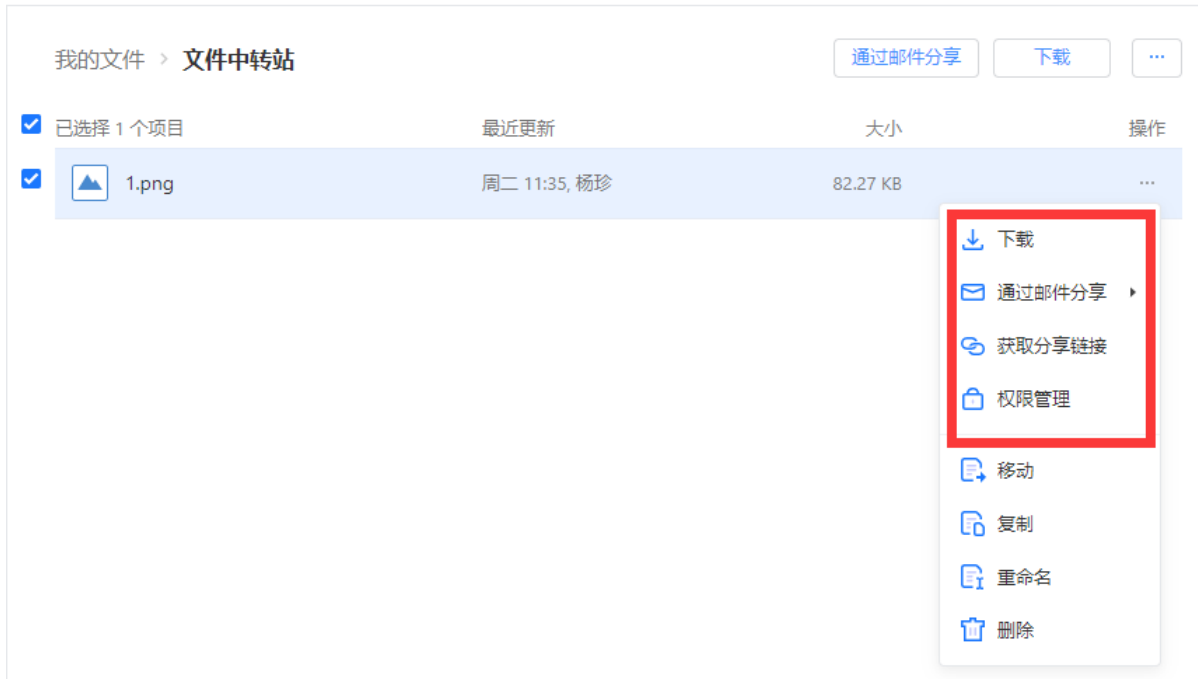 我的文件 > 文件中转站 通过邮件分享 下载 ···
已选择 1 个项目 最近更新 大小 操作
1.png 周二 11:35, 杨珍 82.27 KB ···
下载
通过邮件分享
获取分享链接
权限管理
移动
复制
重命名
删除